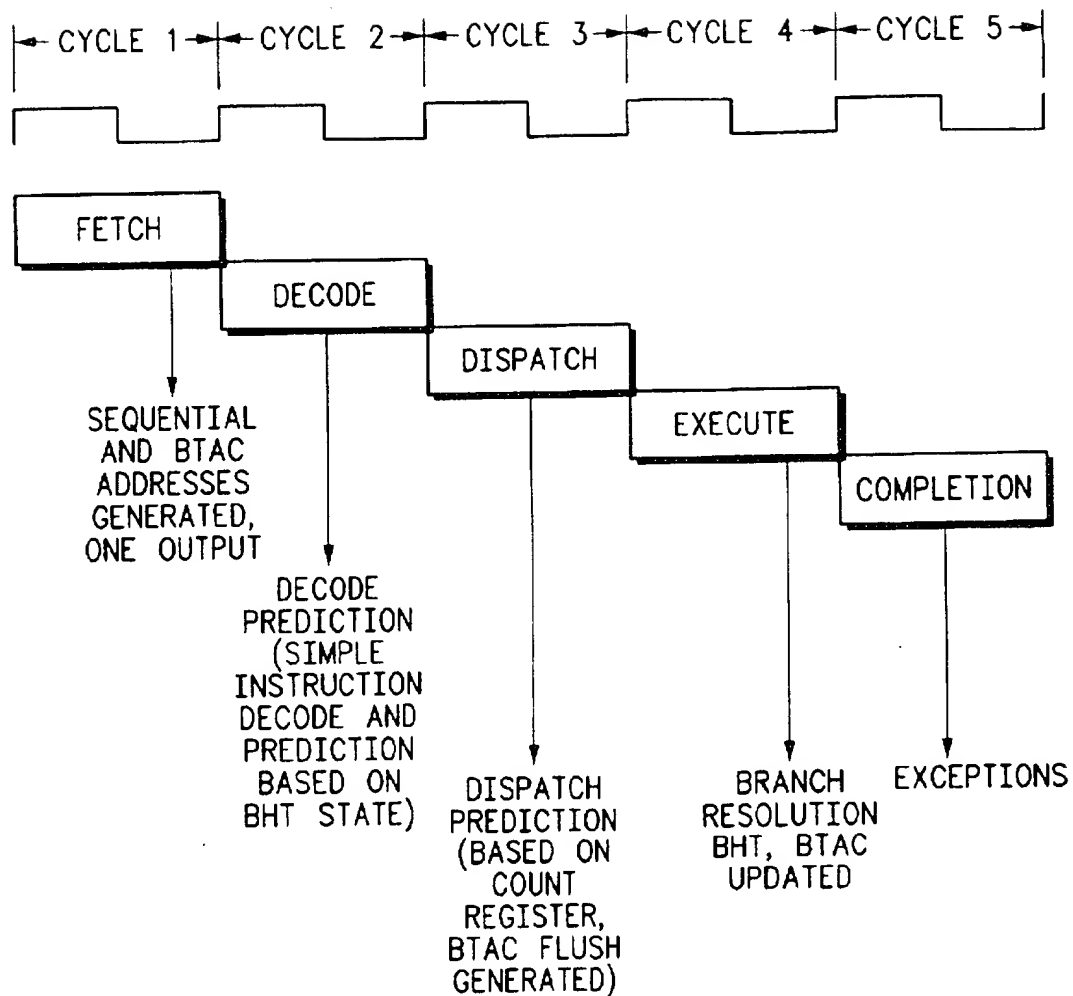 CYCLE 1 CYCLE 2 CYCLE 3 CYCLE 4 CYCLE 5
FETCH
DECODE
DISPATCH
EXECUTE
COMPLETION
SEQUENTIAL
AND BTAC
ADDRESSES
GENERATED,
ONE OUTPUT
DECODE
PREDICTION
(SIMPLE
INSTRUCTION
DECODE AND
PREDICTION
BASED ON
BHT STATE)
DISPATCH
PREDICTION
(BASED ON
COUNT
REGISTER,
BTAC FLUSH
GENERATED)
BRANCH
RESOLUTION
BHT, BTAC
UPDATED
EXCEPTIONS